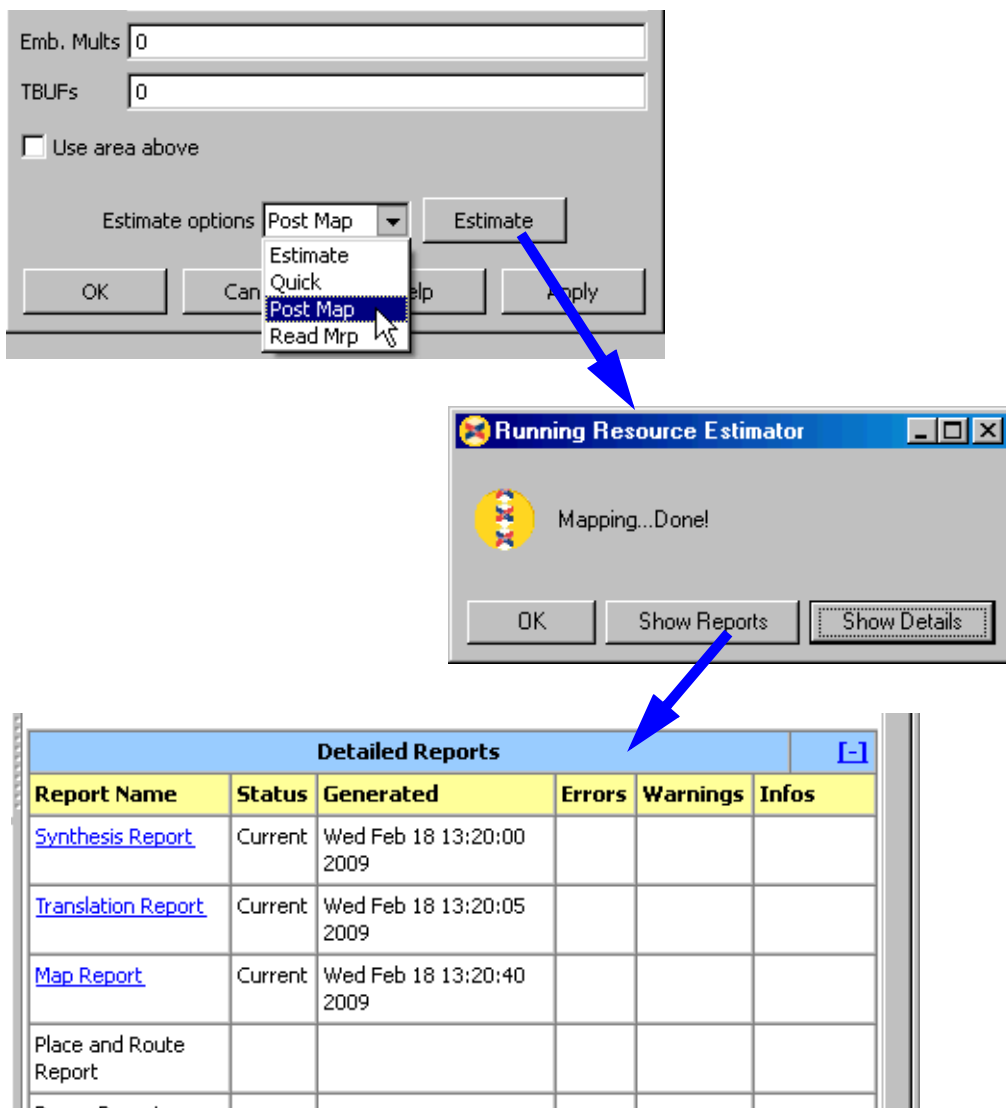 Emb. Mults 0
TBUFs 0
Use area above
Estimate options Post Map Estimate
Estimate
Quick
Post Map
Read Mrp
OK Can elp Apply
Running Resource Estimator
Mapping...Done!
OK Show Reports Show Details
Detailed Reports [-]
Report Name Status Generated Errors Warnings Infos
Synthesis Report Current Wed Feb 18 13:20:00
2009
Translation Report Current Wed Feb 18 13:20:05
2009
Map Report Current Wed Feb 18 13:20:40
2009
Place and Route
Report